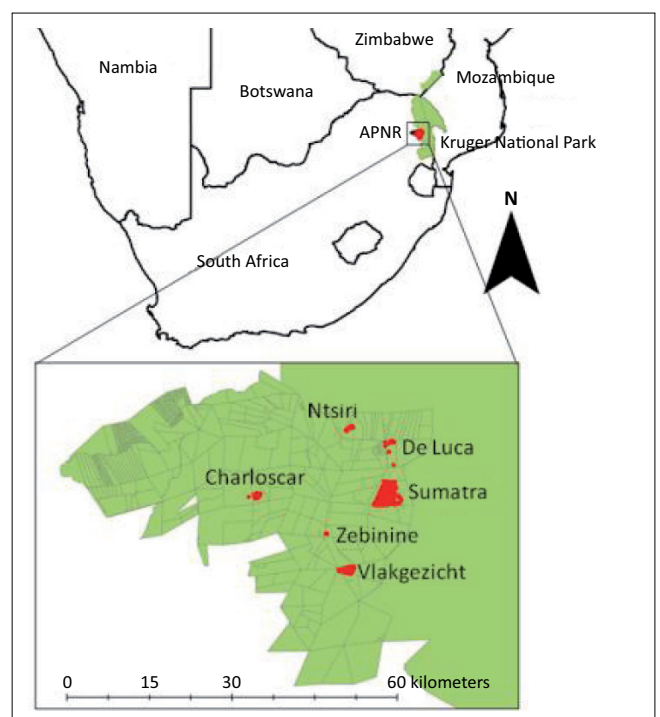 Zimbabwe
Nambia
Mozambique
Botswana
APNR
Kruger National Park
N
South Africa
Ntsiri
De Luca
Charloscar
Sumatra
Zebinine
Vlakgezicht
0 15 30 60 kilometers